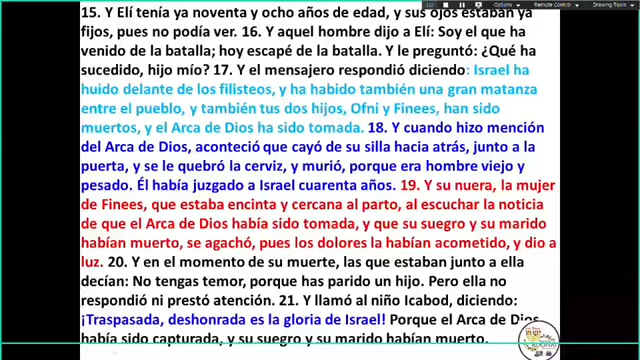 Options
Remote Control
Drawing Tools
15. Y Elí tenía ya noventa y ocho años de edad, y sus ojos estaban ya
fijos, pues no podía ver. 16. Y aquel hombre dijo a Elí: Soy el que ha
venido de la batalla; hoy escapé de la batalla. Y le preguntó: ¿Qué ha
sucedido, hijo mío? 17. Y el mensajero respondió diciendo: Israel ha
huido delante de los filisteos, y ha habido también una gran matanza
entre el pueblo, y también tus dos hijos, Ofni y Finees, han sido
muertos, y el Arca de Dios ha sido tomada. 18. Y cuando hizo mención
del Arca de Dios, aconteció que cayó de su silla hacia atrás, junto a la
puerta, y se le quebró la cerviz, y murió, porque era hombre viejo y
pesado. Él había juzgado a Israel cuarenta años. 19. Y su nuera, la mujer
de Finees, que estaba encinta y cercana al parto, al escuchar la noticia
de que el Arca de Dios había sido tomada, y que su suegro y su marido
habían muerto, se agachó, pues los dolores la habían acometido, y dio a
luz. 20. Y en el momento de su muerte, las que estaban junto a ella
decían: No tengas temor, porque has parido un hijo. Pero ella no
respondió ni prestó atención. 21. Y llamó al niño Icabod, diciendo:
¡Traspasada, deshonrada es la gloria de Israel! Porque el Arca de Dios
había sido capturada, y su suegro y su marido habían muerto.